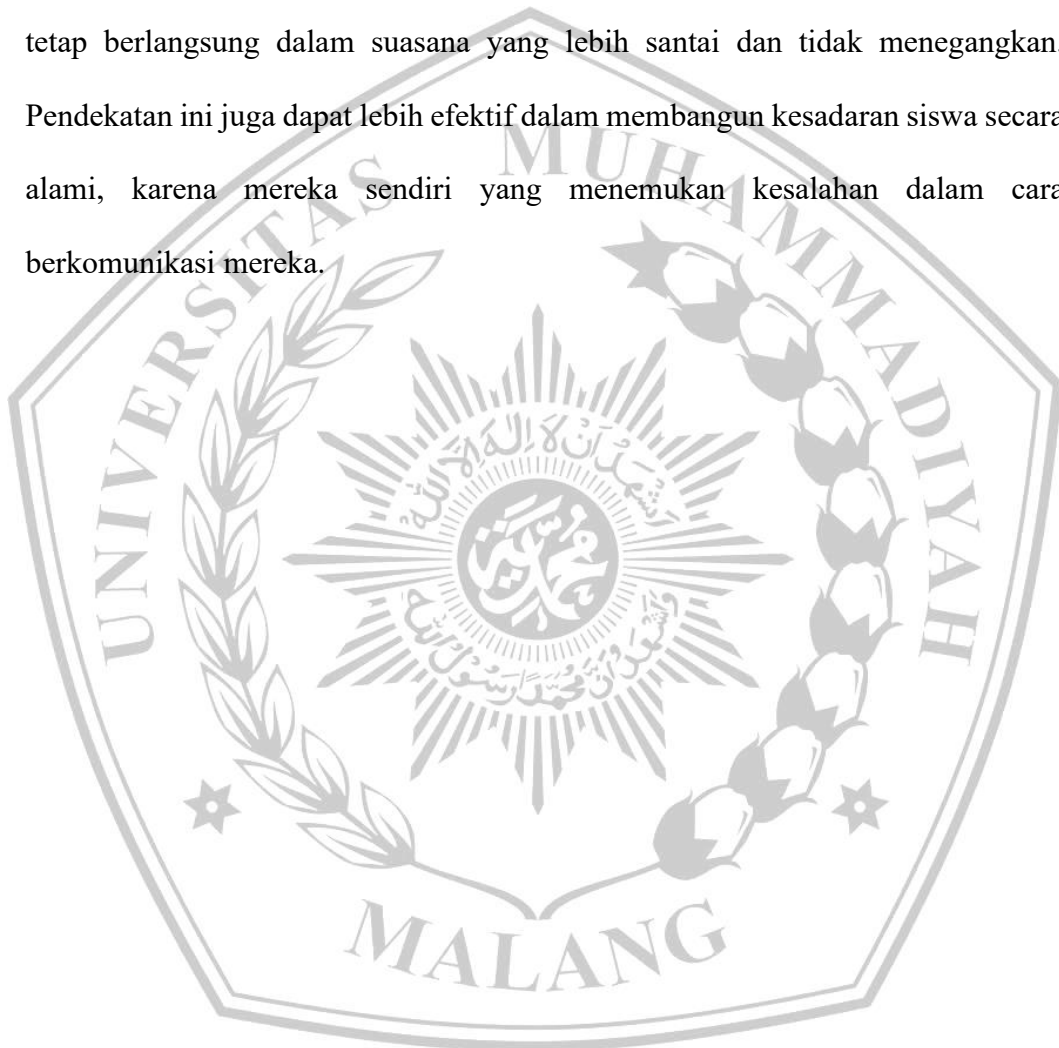 tetap berlangsung dalam suasana yang lebih santai dan tidak menegangkan.
Pendekatan ini juga dapat lebih efektif dalam membangun kesadaran siswa secara
alami, karena mereka sendiri yang menemukan kesalahan dalam cara
berkomunikasi mereka.
UNIVERSITAS MUHAMMADIYAH
MALANG